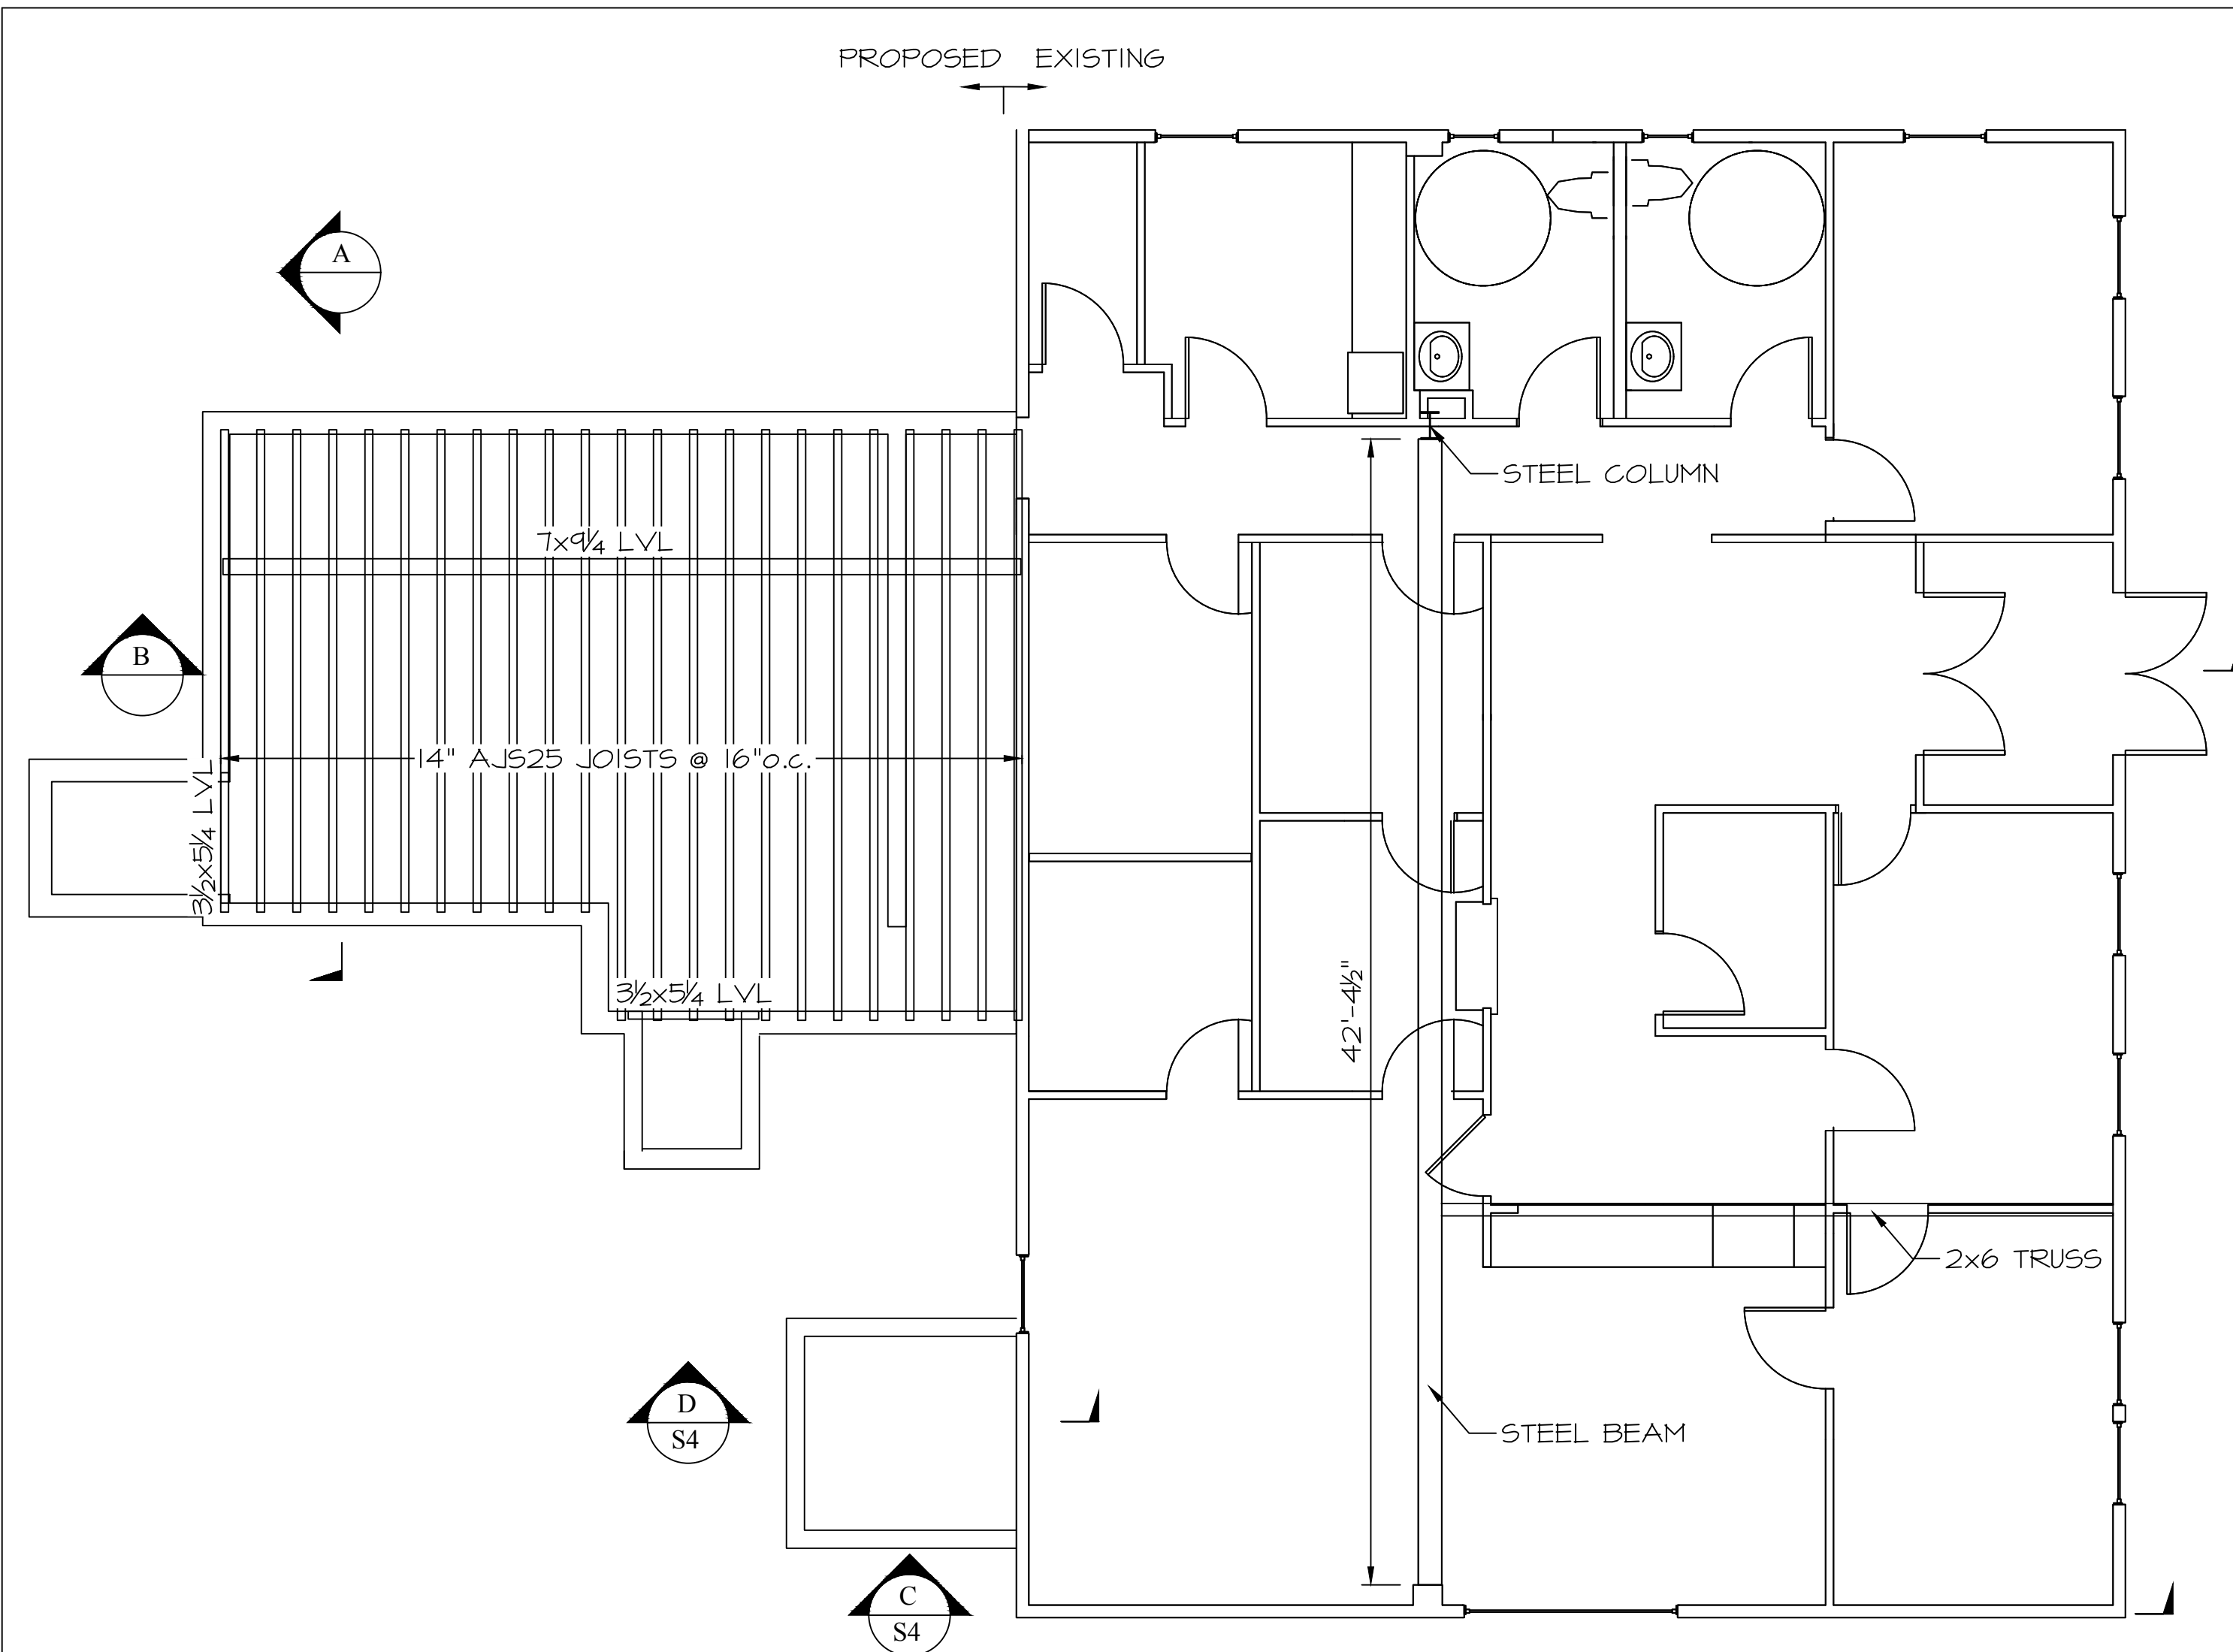 PROPOSED EXISTING
A
STEEL COLUMN
7x9¼ LVL
B
14" AJS25 JOISTS @ 16"o.c.
3½x5¼ LVL
3½x5¼ LVL
42'-4½"
2x6 TRUSS
D
S4
STEEL BEAM
C
S4